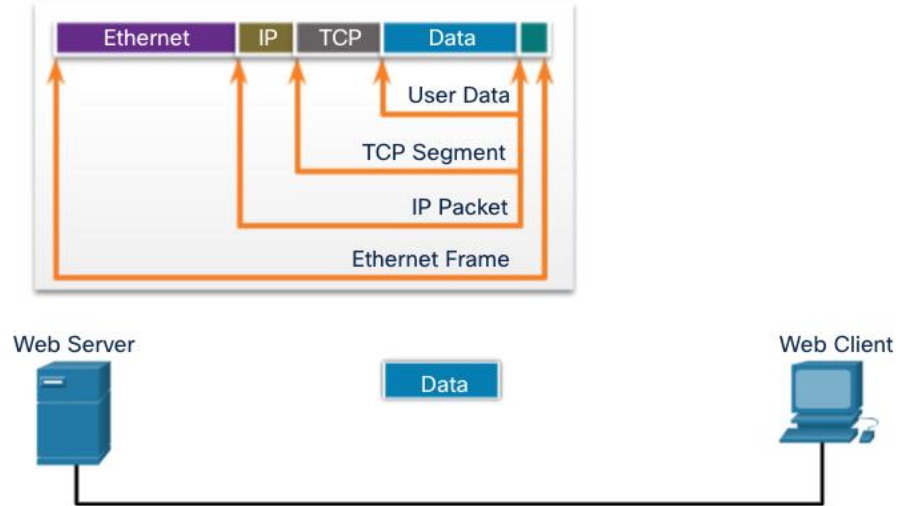 Ethernet IP TCP Data
User Data
TCP Segment
IP Packet
Ethernet Frame
Web Server
Web Client
Data